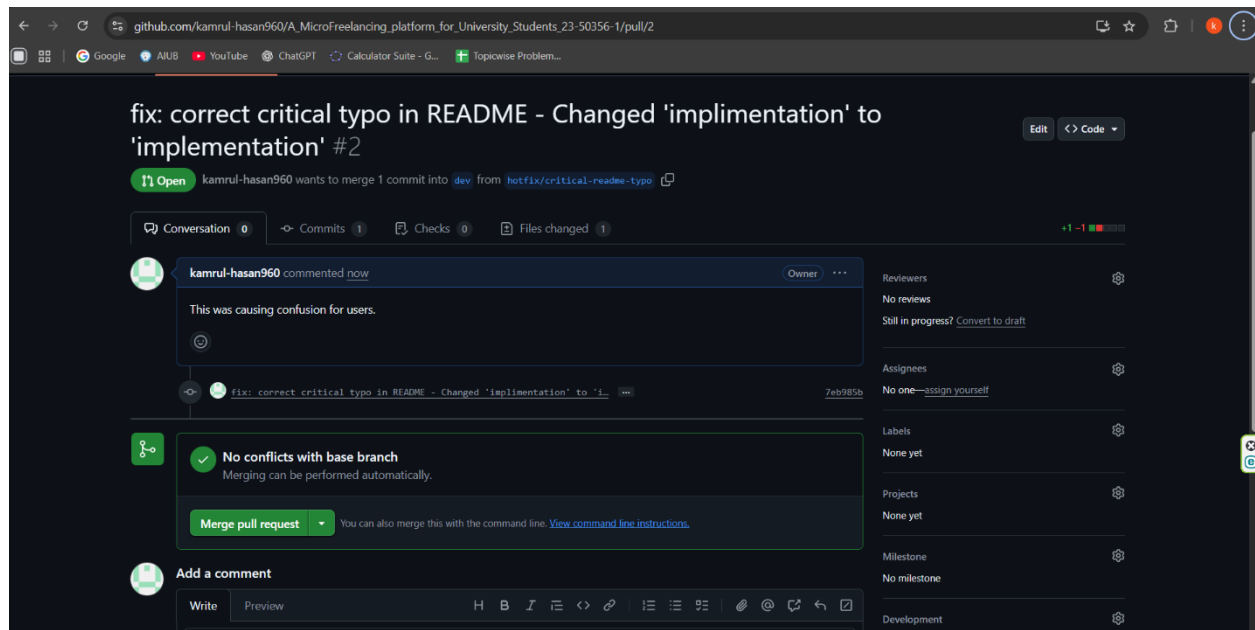 github.com/kamrul-hasan960/A_MicroFreelancing_platform_for_University_Students_23-50356-1/pull/2
k
Google AIUB YouTube ChatGPT Calculator Suite - G... Topicwise Problem...
fix: correct critical typo in README - Changed 'implimentation' to
'implementation' #2
Edit <> Code
Open kamrul-hasan960 wants to merge 1 commit into dev from hotfix/critical-readme-typo
Conversation 0 Commits 1 Checks 0 Files changed 1 +1 −1
kamrul-hasan960 commented now Owner ...
This was causing confusion for users.
fix: correct critical typo in README - Changed 'implimentation' to 'i… ... 7eb985b
No conflicts with base branch
Merging can be performed automatically.
Merge pull request You can also merge this with the command line. View command line instructions.
Add a comment
Write Preview H B I
Reviewers
No reviews
Still in progress? Convert to draft
Assignees
No one—assign yourself
Labels
None yet
Projects
None yet
Milestone
No milestone
Development